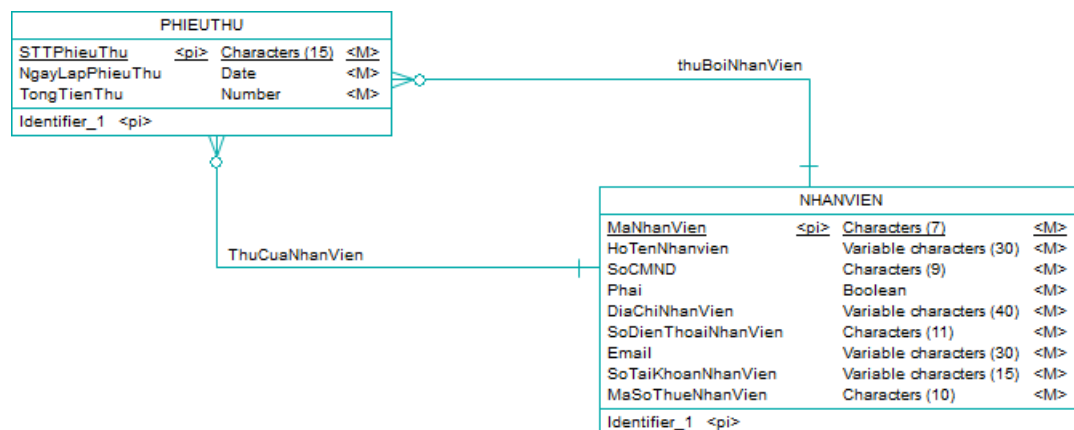 PHIEUTHU
STTPhieuThu <pi> Characters (15) <M>
NgayLapPhieuThu Date <M>
TongTienThu Number <M>
Identifier_1 <pi>
thuBoiNhanVien
ThuCuaNhanVien
NHANVIEN
MaNhanVien <pi> Characters (7) <M>
HoTenNhanvien Variable characters (30) <M>
SoCMND Characters (9) <M>
Phai Boolean <M>
DiaChiNhanVien Variable characters (40) <M>
SoDienThoaiNhanVien Characters (11) <M>
Email Variable characters (30) <M>
SoTaiKhoanNhanVien Variable characters (15) <M>
MaSoThueNhanVien Characters (10) <M>
Identifier_1 <pi>